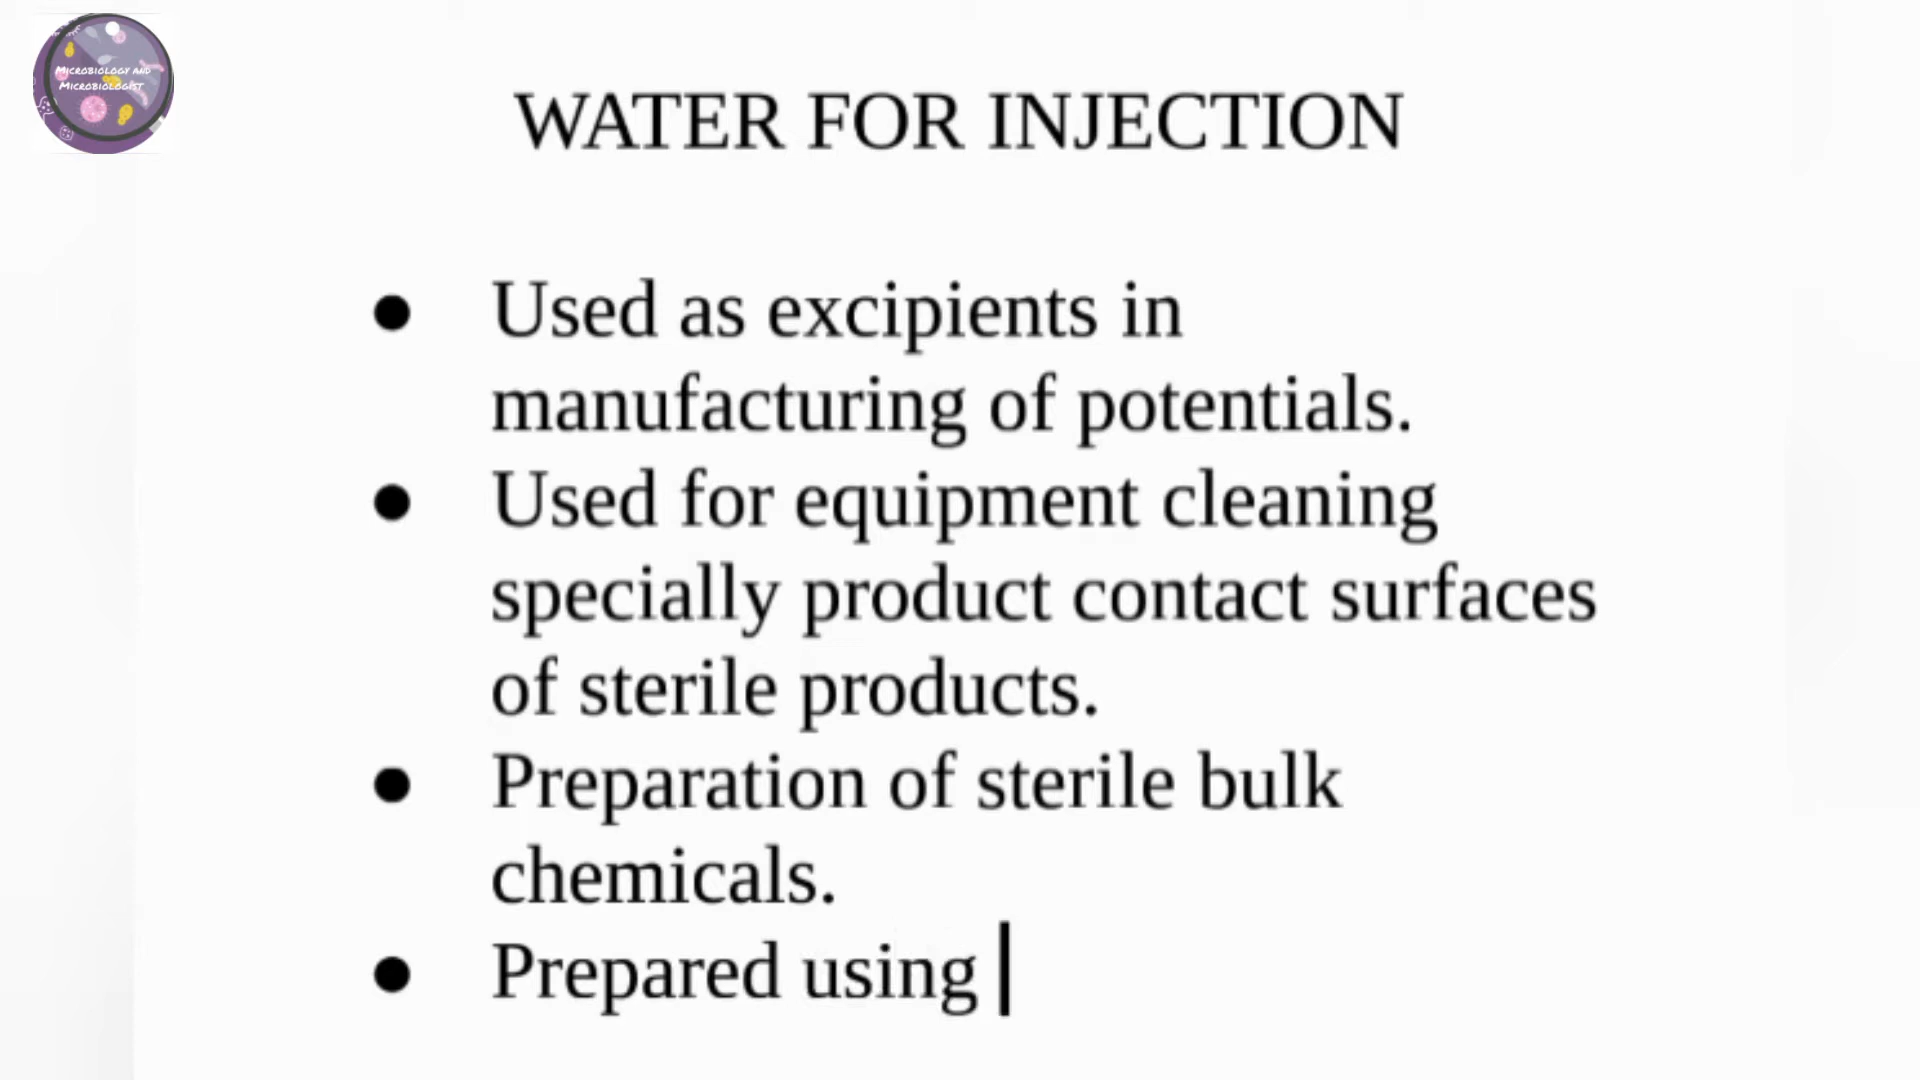 MICROBIOLOGY AND
MICROBIOLOGIST
WATER FOR INJECTION
● Used as excipients in
manufacturing of potentials.
● Used for equipment cleaning
specially product contact surfaces
of sterile products.
● Preparation of sterile bulk
chemicals.
● Prepared using